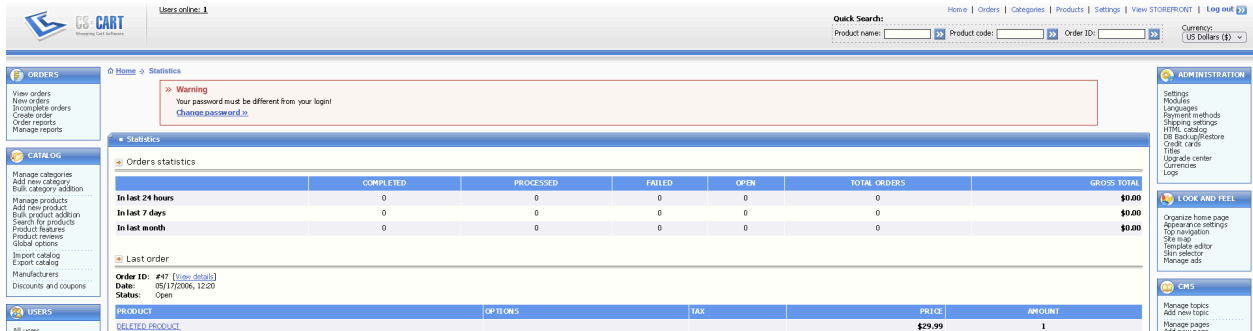 CS-CART
Shopping Cart Software
Users online: 1
Home | Orders | Categories | Products | Settings | View STOREFRONT | Log out
Quick Search:
Product name: Product code: Order ID:
Currency:
US Dollars ($)
ORDERS
View orders
New orders
Incomplete orders
Create order
Order reports
Manage reports
CATALOG
Manage categories
Add new category
Bulk category addition
Manage products
Add new product
Bulk product addition
Search for products
Product features
Product reviews
Global options
Import catalog
Export catalog
Manufacturers
Discounts and coupons
USERS
All users
Home Statistics
Warning
Your password must be different from your login!
Change password »
Statistics
Orders statistics
COMPLETED PROCESSED FAILED OPEN TOTAL ORDERS GROSS TOTAL
In last 24 hours 0 0 0 0 0 $0.00
In last 7 days 0 0 0 0 0 $0.00
In last month 0 0 0 0 0 $0.00
Last order
Order ID: #47 [View details]
Date: 05/17/2006, 12:20
Status: Open
PRODUCT OPTIONS TAX PRICE AMOUNT
DELETED PRODUCT $29.99 1
ADMINISTRATION
Settings
Modules
Languages
Payment methods
Shipping settings
HTML catalog
DB Backup/Restore
Credit cards
Titles
Upgrade center
Currencies
Logs
LOOK AND FEEL
Organize home page
Appearance settings
Top navigation
Site map
Template editor
Skin selector
Manage ads
CMS
Manage topics
Add new topic
Manage pages